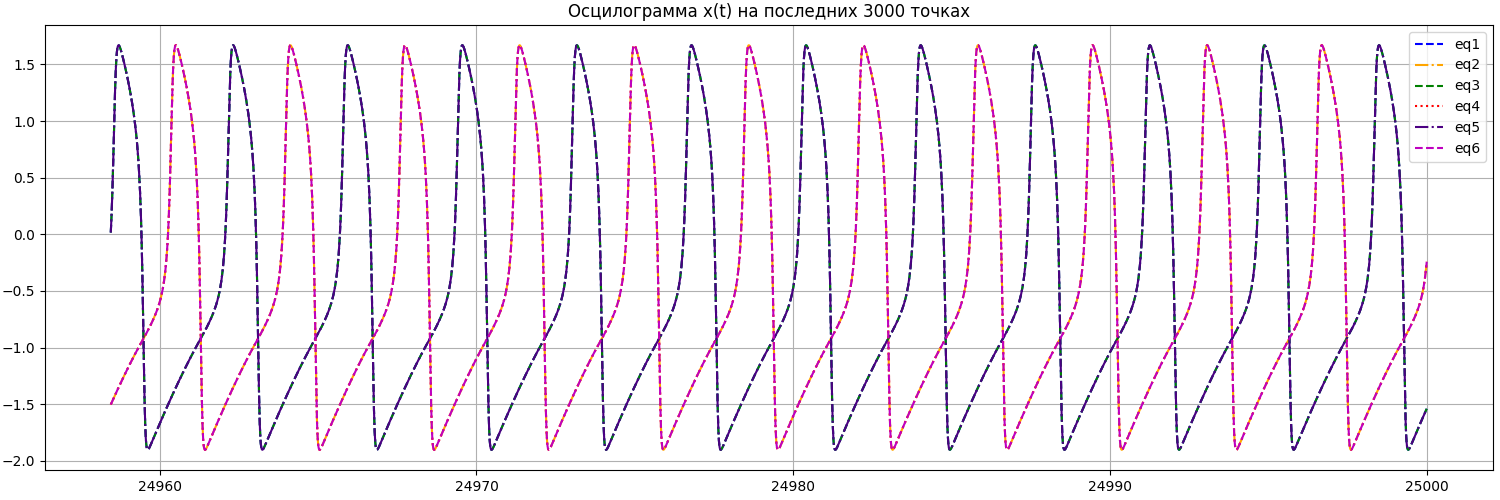 Осцилограмма x(t) на последних 3000 точках
eq1
eq2
eq3
eq4
eq5
eq6
1.5
1.0
0.5
0.0
−0.5
−1.0
−1.5
−2.0
24960
24970
24980
24990
25000